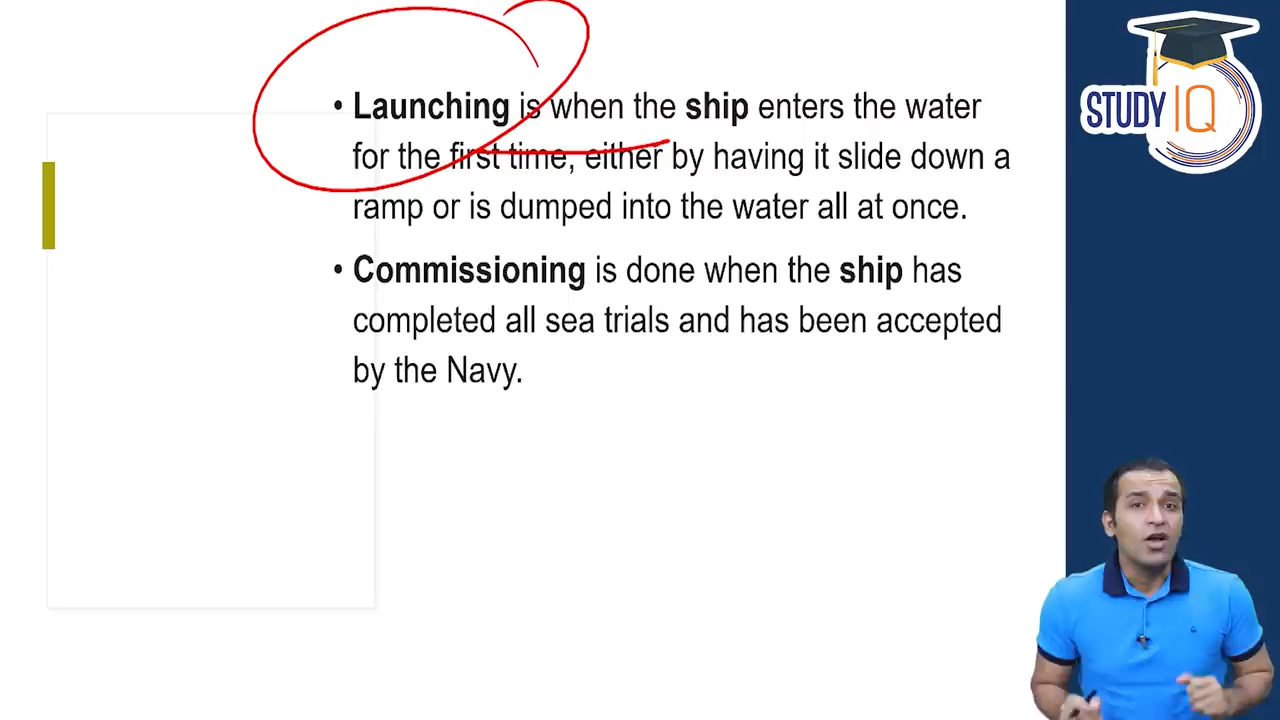 • Launching is when the ship enters the water
for the first time, either by having it slide down a
ramp or is dumped into the water all at once.
• Commissioning is done when the ship has
completed all sea trials and has been accepted
by the Navy.
STUDY IQ